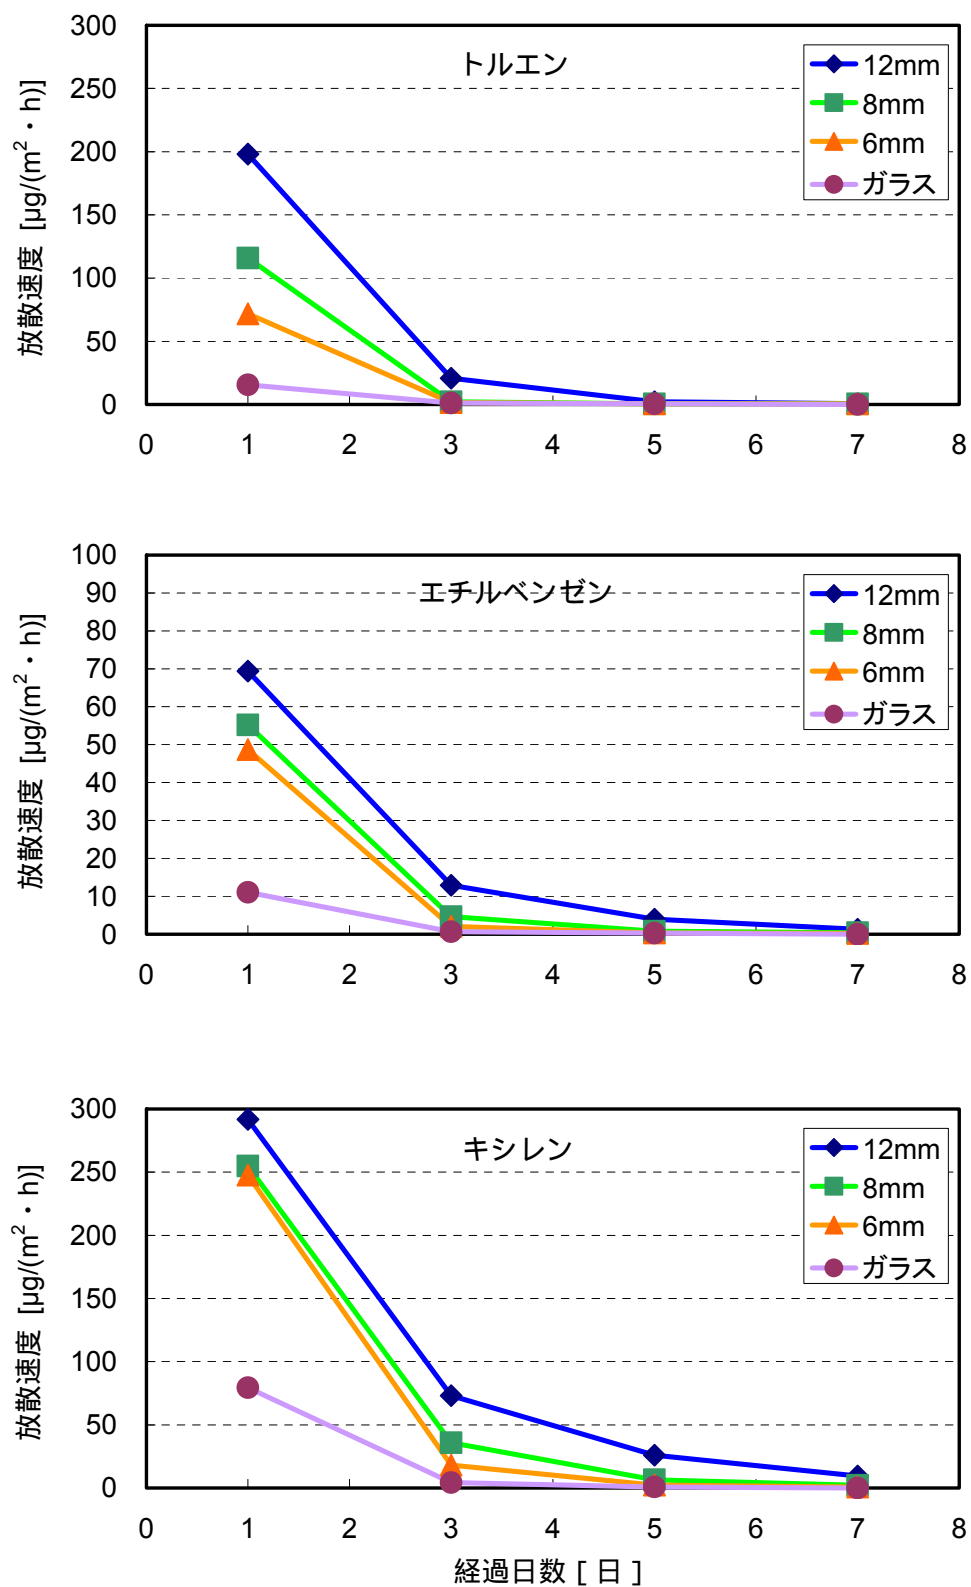 300
250
200
150
100
50
0
放散速度 [μg/(m²・h)]
トルエン
12mm
8mm
6mm
ガラス
0 1 2 3 4 5 6 7 8
100
90
80
70
60
50
40
30
20
10
0
放散速度 [μg/(m²・h)]
エチルベンゼン
12mm
8mm
6mm
ガラス
0 1 2 3 4 5 6 7 8
300
250
200
150
100
50
0
放散速度 [μg/(m²・h)]
キシレン
12mm
8mm
6mm
ガラス
0 1 2 3 4 5 6 7 8
経過日数 [ 日 ]